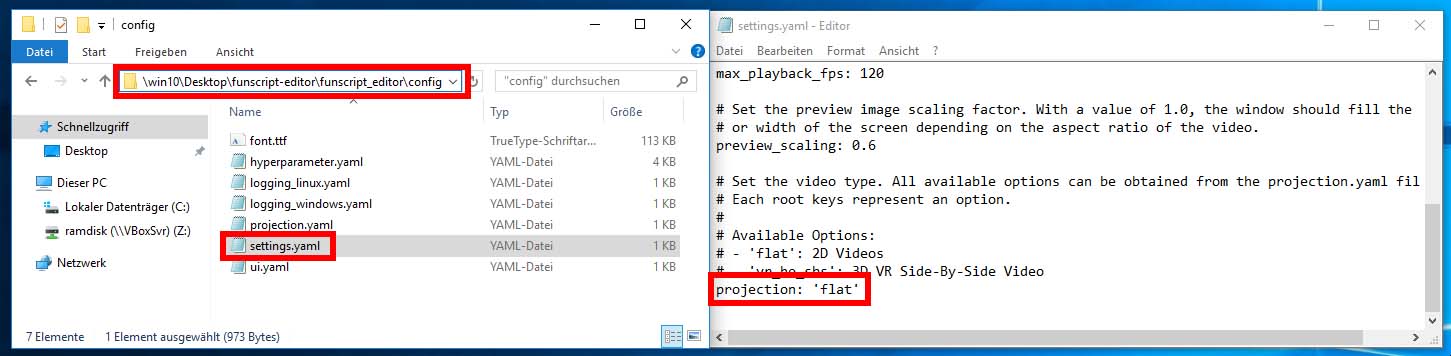 config
Datei Start Freigeben Ansicht
\win10\Desktop\funscript-editor\funscript_editor\config
"config" durchsuchen
Name Typ Größe
Schnellzugriff
Desktop
Dieser PC
Lokaler Datenträger (C:)
ramdisk (\\VBoxSvr) (Z:)
Netzwerk
font.ttf TrueType-Schriftar... 113 KB
hyperparameter.yaml YAML-Datei 4 KB
logging_linux.yaml YAML-Datei 1 KB
logging_windows.yaml YAML-Datei 1 KB
projection.yaml YAML-Datei 1 KB
settings.yaml YAML-Datei 1 KB
ui.yaml YAML-Datei 1 KB
7 Elemente 1 Element ausgewählt (973 Bytes)
settings.yaml - Editor
Datei Bearbeiten Format Ansicht ?
max_playback_fps: 120
# Set the preview image scaling factor. With a value of 1.0, the window should fill the
# or width of the screen depending on the aspect ratio of the video.
preview_scaling: 0.6
# Set the video type. All available options can be obtained from the projection.yaml fil
# Each root keys represent an option.
#
# Available Options:
# - 'flat': 2D Videos
# 3D VR Side-By-Side Video
projection: 'flat'